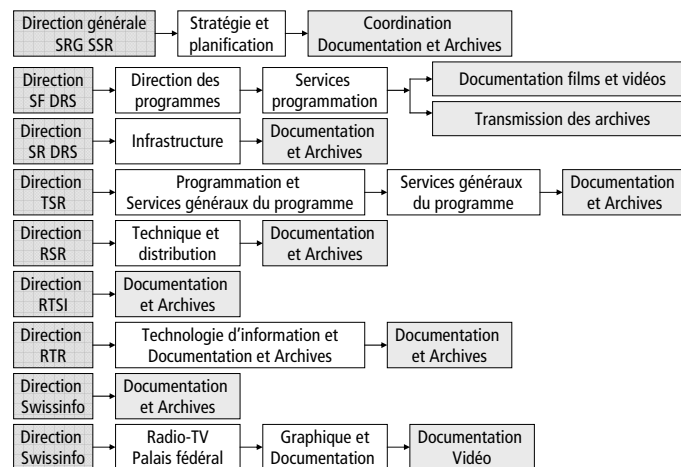 Direction générale
SRG SSR
Stratégie et
planification
Coordination
Documentation et Archives
Direction
SF DRS
Direction des
programmes
Services
programmation
Documentation films et vidéos
Transmission des archives
Direction
SR DRS
Infrastructure
Documentation
et Archives
Direction
TSR
Programmation et
Services généraux du programme
Services généraux
du programme
Documentation
et Archives
Direction
RSR
Technique et
distribution
Documentation
et Archives
Direction
RTSI
Documentation
et Archives
Direction
RTR
Technologie d'information et
Documentation et Archives
Documentation
et Archives
Direction
Swissinfo
Documentation
et Archives
Direction
Swissinfo
Radio-TV
Palais fédéral
Graphique et
Documentation
Documentation
Vidéo